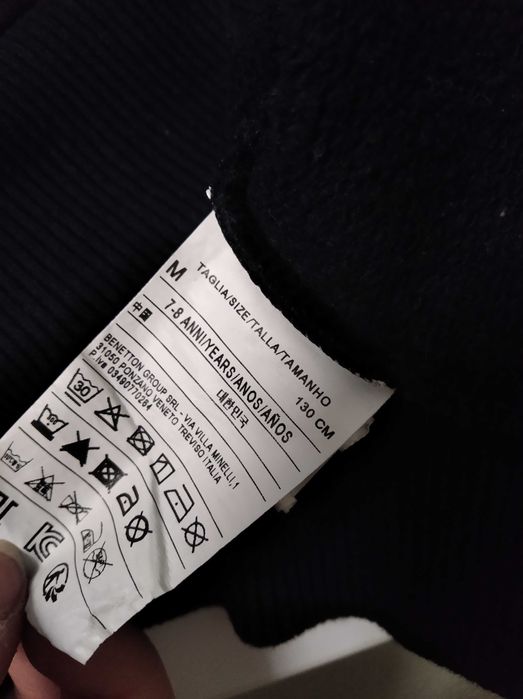 TAGLIA/SIZE/TALLA/TAMANHO
M 130 CM
7-8 ANNI/YEARS/ANOS/AÑOS
中国 대한민국
BENETTON GROUP SRL - VIA VILLA MINELLI,1
31050 PONZANO VENETO TREVISO ITALIA
P.Iva 03490770264
30